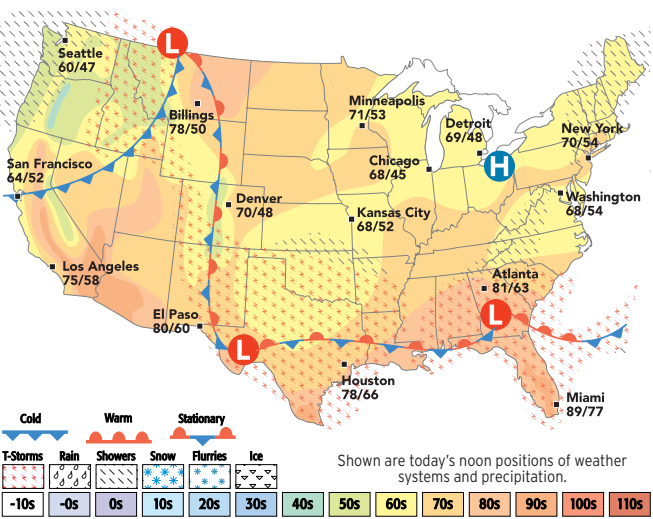 L
Seattle
60/47
Billings
78/50
Minneapolis
71/53
Detroit
69/48
New York
70/54
Chicago
68/45
H
San Francisco
64/52
Denver
70/48
Kansas City
68/52
Washington
68/54
Los Angeles
75/58
Atlanta
81/63
El Paso
80/60
L
L
Houston
78/66
Miami
89/77
Cold Warm Stationary
T-Storms Rain Showers Snow Flurries Ice
Shown are today's noon positions of weather
systems and precipitation.
-10s -0s 0s 10s 20s 30s 40s 50s 60s 70s 80s 90s 100s 110s